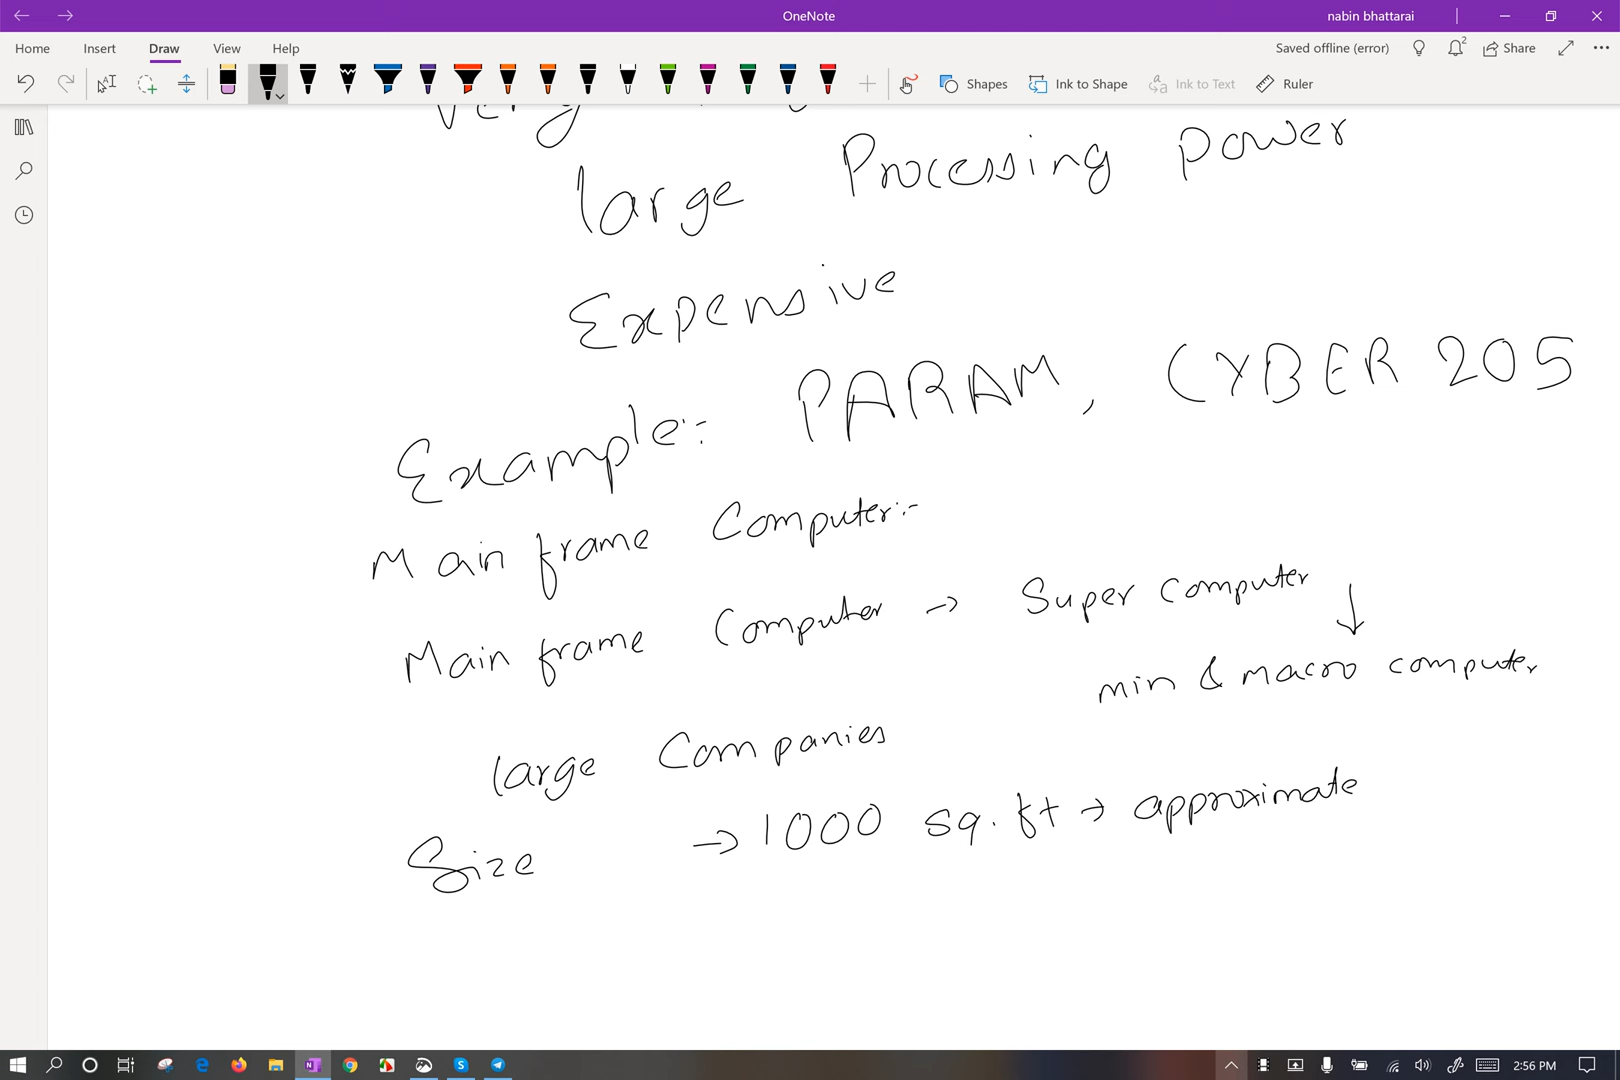 OneNote
nabin bhattarai
Home Insert Draw View Help
Saved offline (error) 2 Share
Shapes Ink to Shape Ink to Text Ruler
very
large Processing Power
Expensive
Example:- PARAM, CYBER 205
Main frame Computer:-
Main frame Computer → Super computer ↓
min & macro computer
large Companies
Size → 1000 sq. ft → approximate
2:56 PM